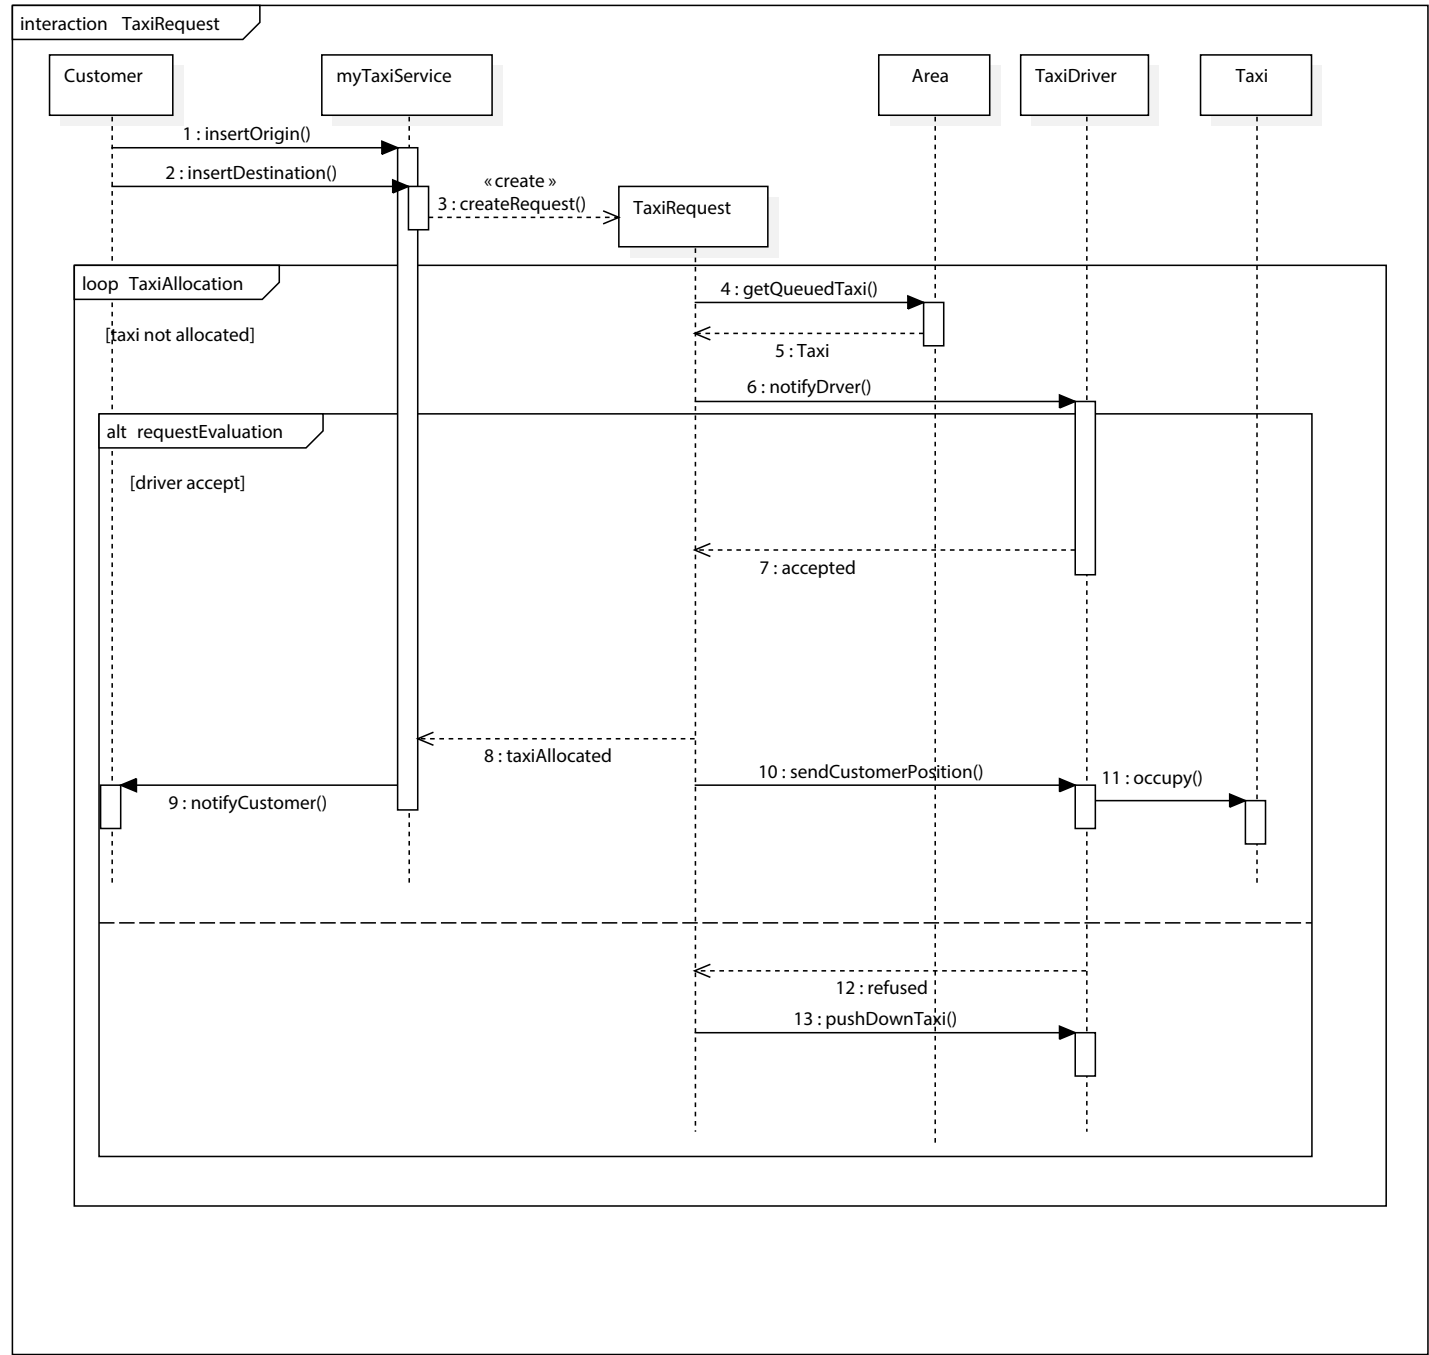 interaction TaxiRequest
Customer
myTaxiService
Area
TaxiDriver
Taxi
1 : insertOrigin()
2 : insertDestination()
« create »
3 : createRequest()
TaxiRequest
loop TaxiAllocation
4 : getQueuedTaxi()
[taxi not allocated]
5 : Taxi
6 : notifyDrver()
alt requestEvaluation
[driver accept]
7 : accepted
8 : taxiAllocated
10 : sendCustomerPosition()
11 : occupy()
9 : notifyCustomer()
12 : refused
13 : pushDownTaxi()